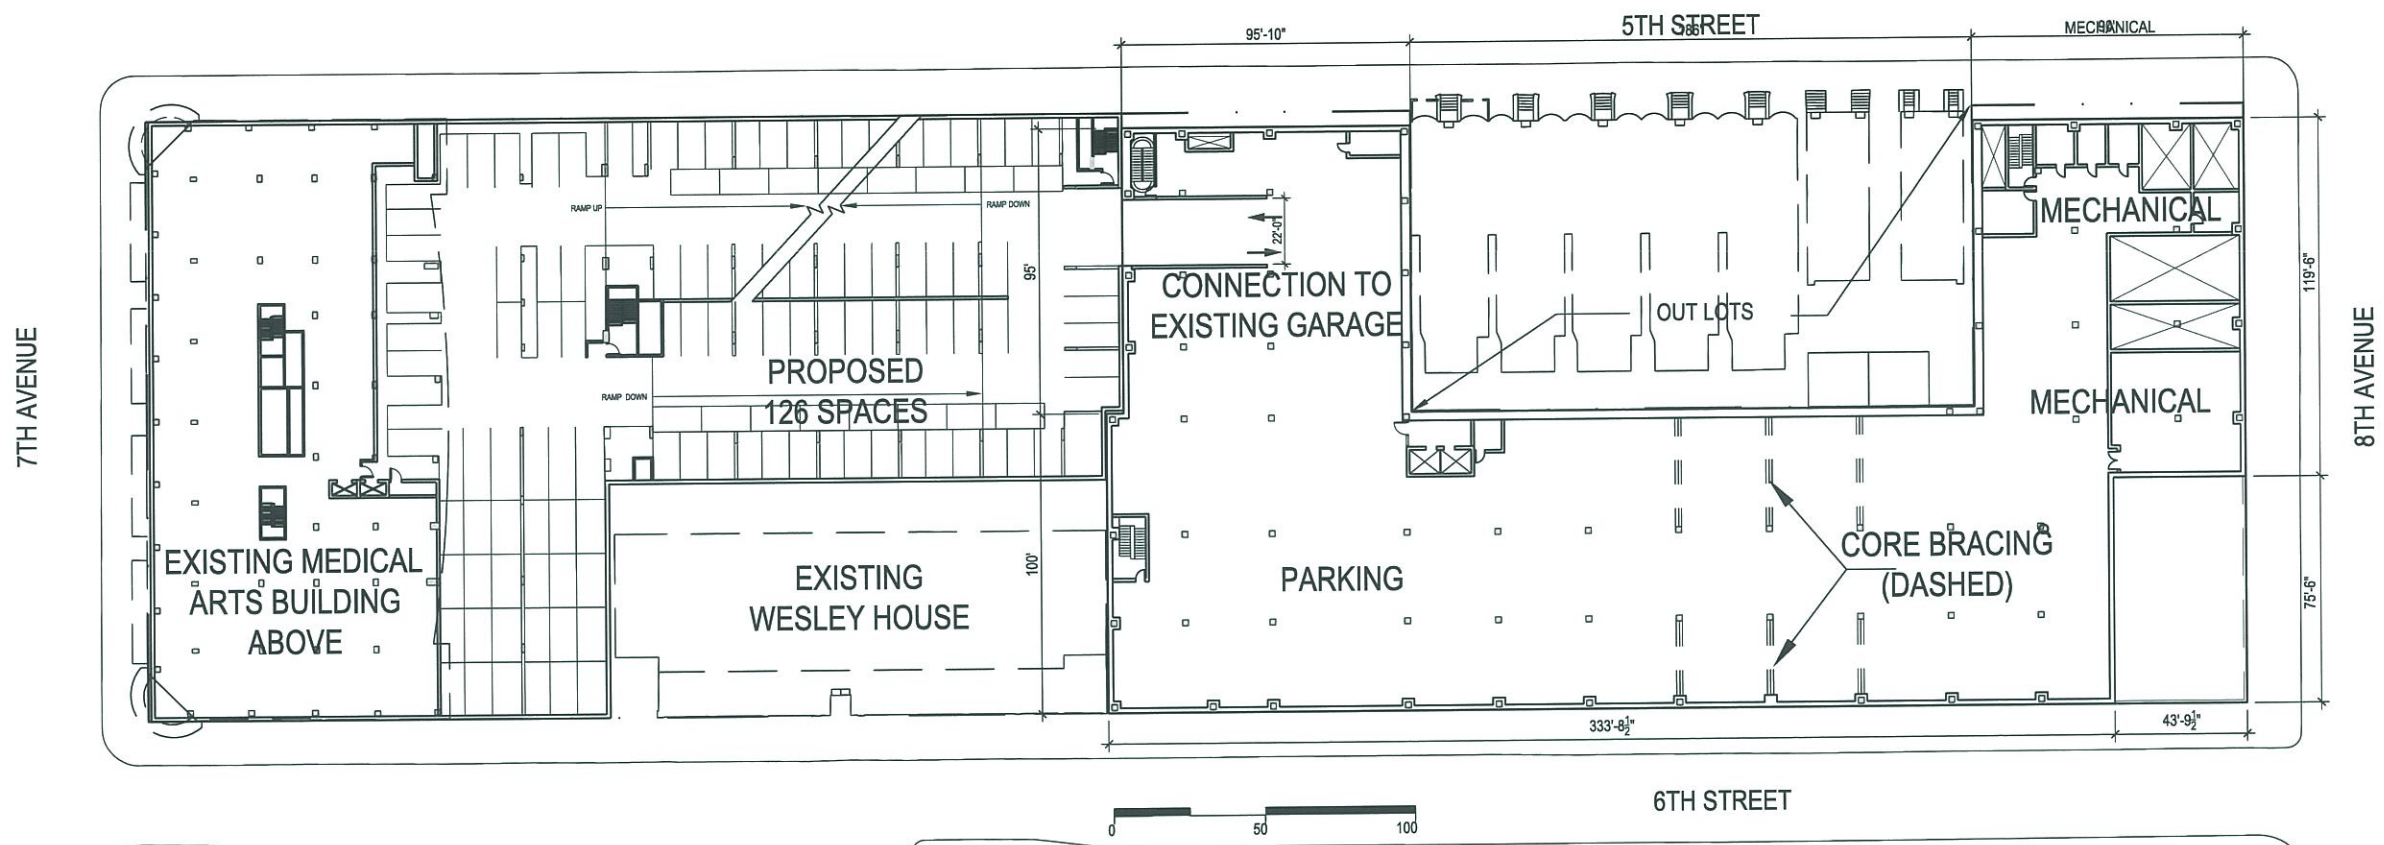 5TH STREET
95'-10"
186'
MECHANICAL
90'
RAMP UP
RAMP DOWN
22'-0"
95'
MECHANICAL
119'-6"
CONNECTION TO
EXISTING GARAGE
OUT LOTS
7TH AVENUE
8TH AVENUE
PROPOSED
126 SPACES
RAMP DOWN
MECHANICAL
EXISTING MEDICAL
ARTS BUILDING
ABOVE
EXISTING
WESLEY HOUSE
100'
PARKING
CORE BRACING
(DASHED)
75'-6"
333'-8½"
43'-9½"
6TH STREET
0 50 100